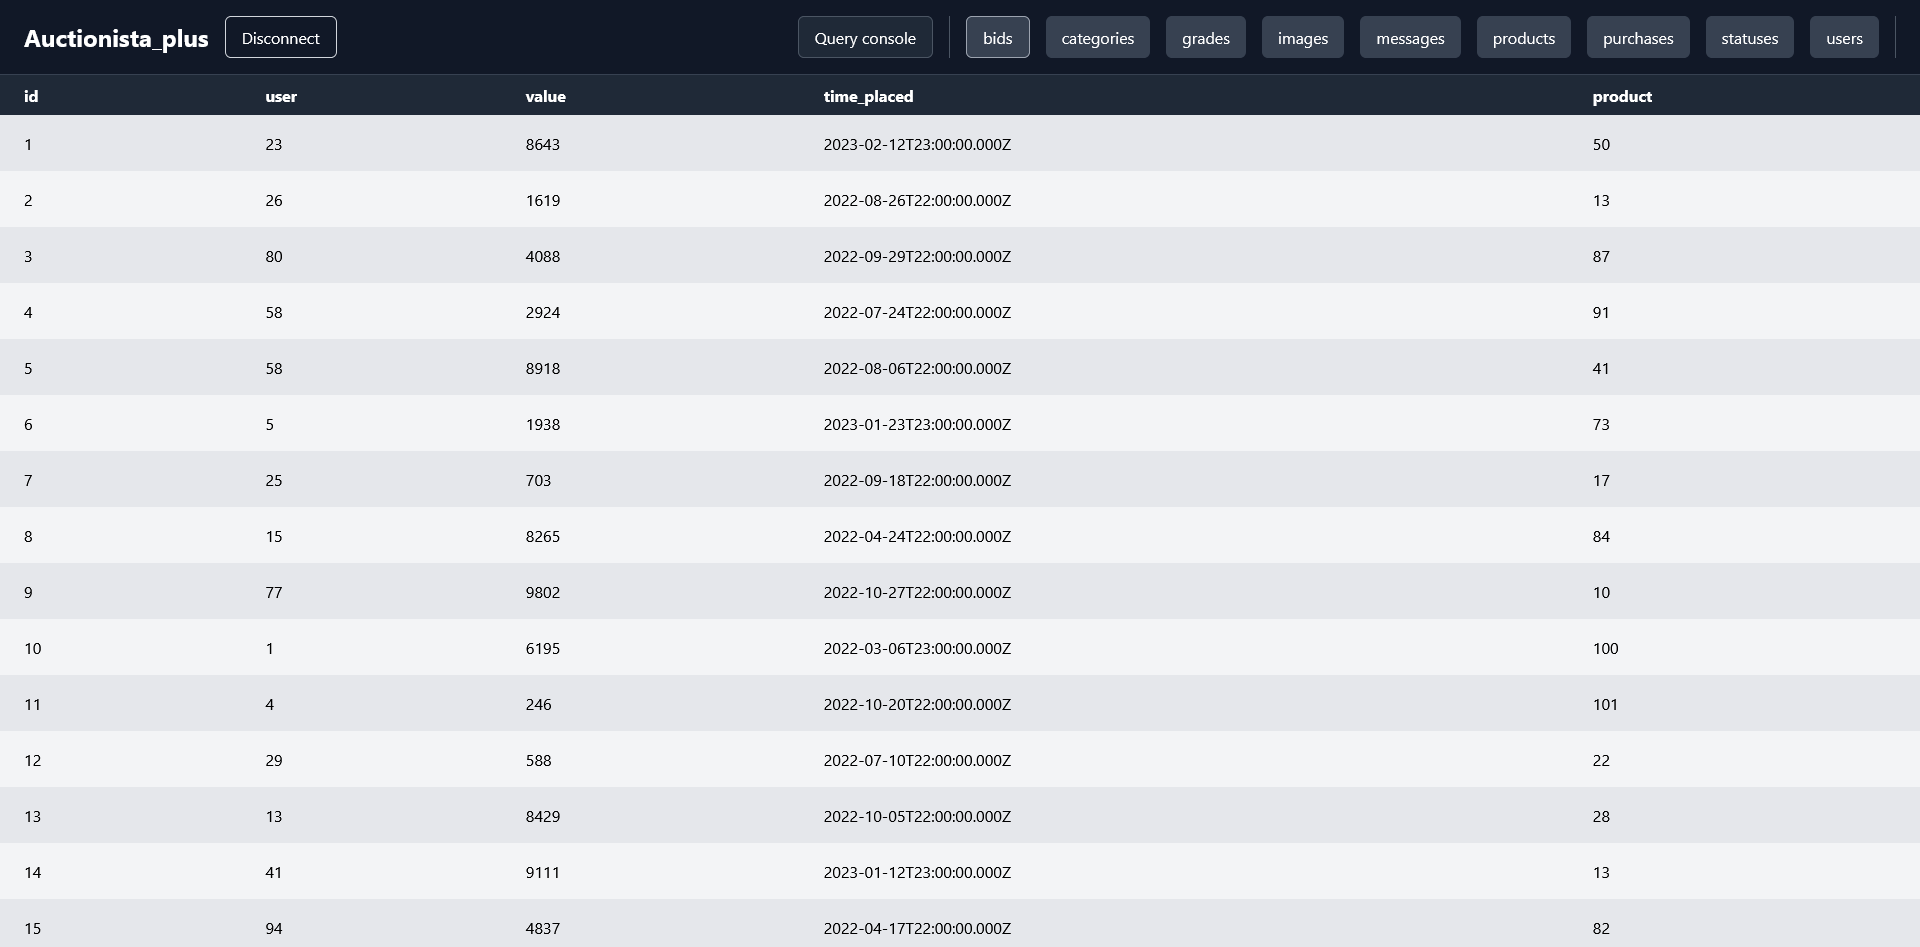 Auctionista_plus Disconnect Query console bids categories grades images messages products purchases statuses users
id user value time_placed product
1 23 8643 2023-02-12T23:00:00.000Z 50
2 26 1619 2022-08-26T22:00:00.000Z 13
3 80 4088 2022-09-29T22:00:00.000Z 87
4 58 2924 2022-07-24T22:00:00.000Z 91
5 58 8918 2022-08-06T22:00:00.000Z 41
6 5 1938 2023-01-23T23:00:00.000Z 73
7 25 703 2022-09-18T22:00:00.000Z 17
8 15 8265 2022-04-24T22:00:00.000Z 84
9 77 9802 2022-10-27T22:00:00.000Z 10
10 1 6195 2022-03-06T23:00:00.000Z 100
11 4 246 2022-10-20T22:00:00.000Z 101
12 29 588 2022-07-10T22:00:00.000Z 22
13 13 8429 2022-10-05T22:00:00.000Z 28
14 41 9111 2023-01-12T23:00:00.000Z 13
15 94 4837 2022-04-17T22:00:00.000Z 82